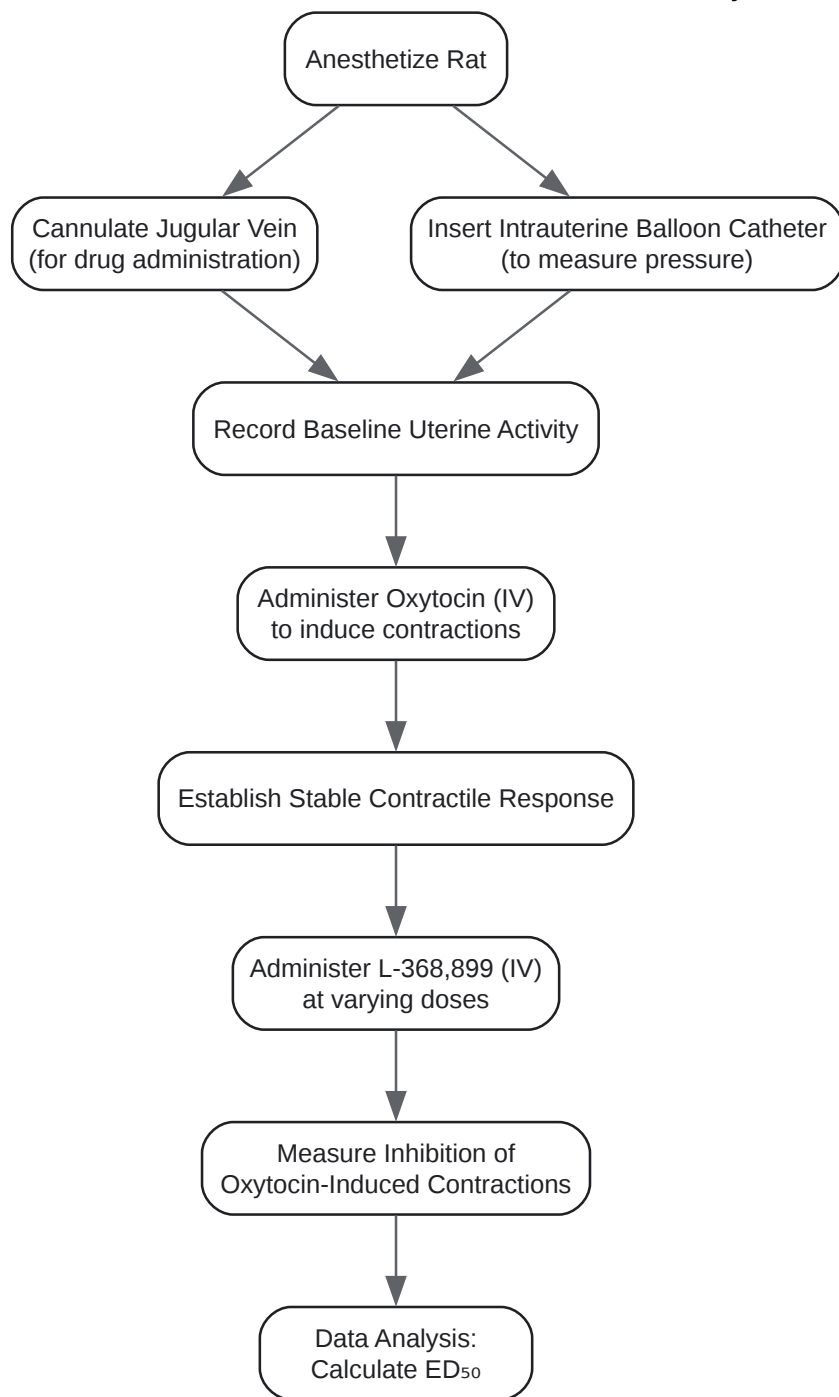 Anesthetize Rat
Cannulate Jugular Vein
(for drug administration)
Insert Intrauterine Balloon Catheter
(to measure pressure)
Record Baseline Uterine Activity
Administer Oxytocin (IV)
to induce contractions
Establish Stable Contractile Response
Administer L-368,899 (IV)
at varying doses
Measure Inhibition of
Oxytocin-Induced Contractions
Data Analysis:
Calculate ED₅₀